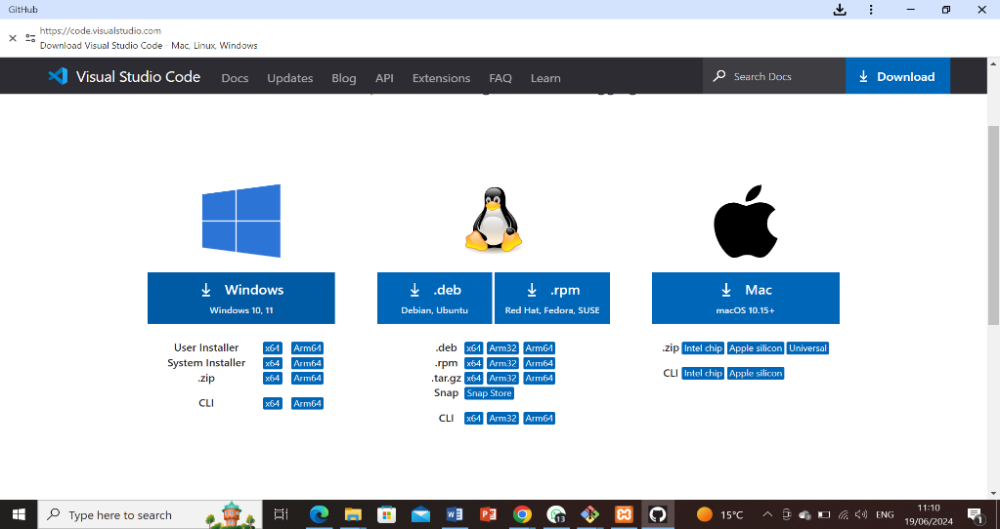 GitHub
https://code.visualstudio.com
Download Visual Studio Code - Mac, Linux, Windows
Visual Studio Code Docs Updates Blog API Extensions FAQ Learn Search Docs Download
Windows
Windows 10, 11
.deb
Debian, Ubuntu
.rpm
Red Hat, Fedora, SUSE
Mac
macOS 10.15+
User Installer x64 Arm64
System Installer x64 Arm64
.zip x64 Arm64
CLI x64 Arm64
.deb x64 Arm32 Arm64
.rpm x64 Arm32 Arm64
.tar.gz x64 Arm32 Arm64
Snap Snap Store
CLI x64 Arm32 Arm64
.zip Intel chip Apple silicon Universal
CLI Intel chip Apple silicon
Type here to search
15°C
ENG
11:10
19/06/2024
1